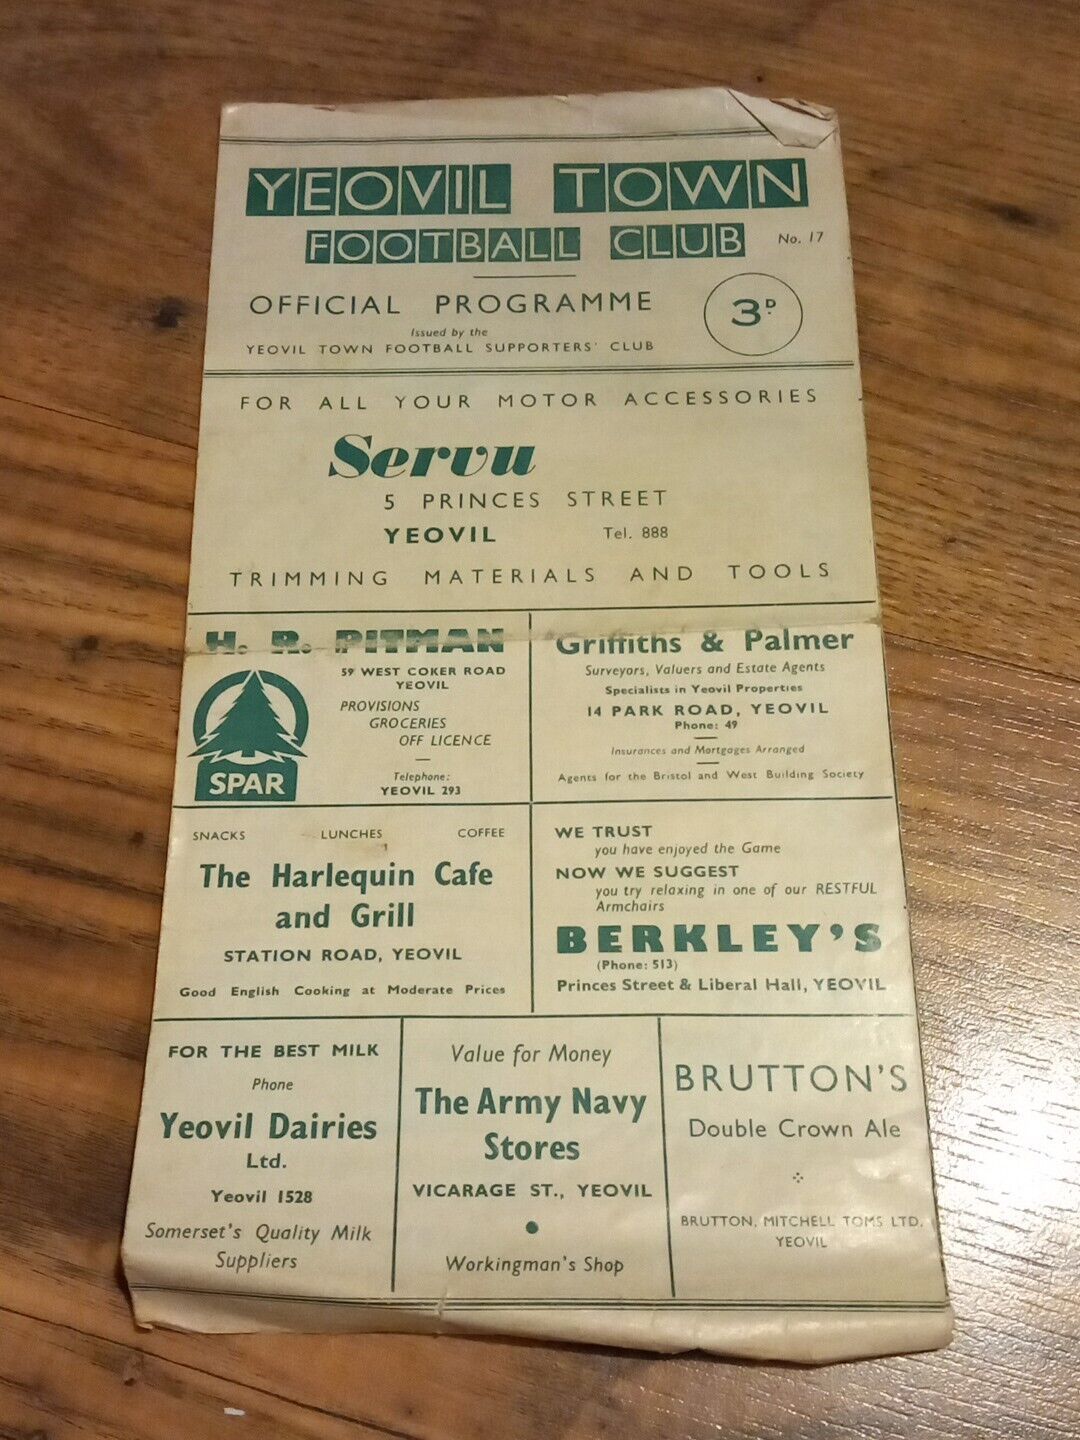 YEOVIL TOWN
FOOTBALL CLUB No. 17
OFFICIAL PROGRAMME
3D.
Issued by the
YEOVIL TOWN FOOTBALL SUPPORTERS' CLUB
FOR ALL YOUR MOTOR ACCESSORIES
Servu
5 PRINCES STREET
YEOVIL Tel. 888
TRIMMING MATERIALS AND TOOLS
H. R. PITMAN
59 WEST COKER ROAD
YEOVIL
PROVISIONS
GROCERIES
OFF LICENCE
SPAR
Telephone:
YEOVIL 293
Griffiths & Palmer
Surveyors, Valuers and Estate Agents
Specialists in Yeovil Properties
14 PARK ROAD, YEOVIL
Phone: 49
Insurances and Mortgages Arranged
Agents for the Bristol and West Building Society
SNACKS LUNCHES COFFEE
The Harlequin Cafe
and Grill
STATION ROAD, YEOVIL
Good English Cooking at Moderate Prices
WE TRUST
you have enjoyed the Game
NOW WE SUGGEST
you try relaxing in one of our RESTFUL
Armchairs
BERKLEY'S
(Phone: 513)
Princes Street & Liberal Hall, YEOVIL
FOR THE BEST MILK
Phone
Yeovil Dairies
Ltd.
Yeovil 1528
Somerset's Quality Milk
Suppliers
Value for Money
The Army Navy
Stores
VICARAGE ST., YEOVIL
Workingman's Shop
BRUTTON'S
Double Crown Ale
BRUTTON, MITCHELL TOMS LTD.
YEOVIL